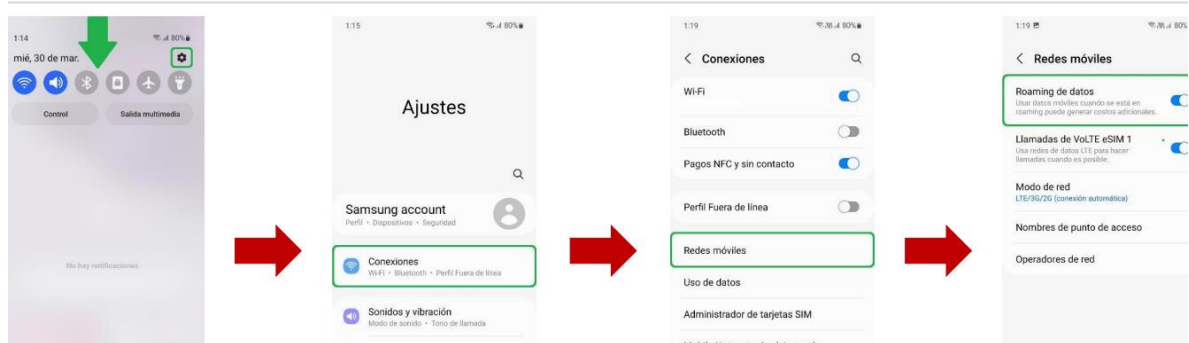 1:14
80%
mié, 30 de mar.
Control
Salida multimedia
No hay notificaciones
1:15
80%
Ajustes
Samsung account
Perfil • Dispositivos • Seguridad
Conexiones
Wi-Fi • Bluetooth • Perfil Fuera de línea
Sonidos y vibración
Modo de sonido • Tono de llamada
1:19
80%
Conexiones
Wi-Fi
Bluetooth
Pagos NFC y sin contacto
Perfil Fuera de línea
Redes móviles
Uso de datos
Administrador de tarjetas SIM
1:19
80%
Redes móviles
Roaming de datos
Usar datos móviles cuando se está en
roaming puede generar costos adicionales.
Llamadas de VoLTE eSIM 1
Usa redes de datos LTE para hacer
llamadas cuando es posible.
Modo de red
LTE/3G/2G (conexión automática)
Nombres de punto de acceso
Operadores de red